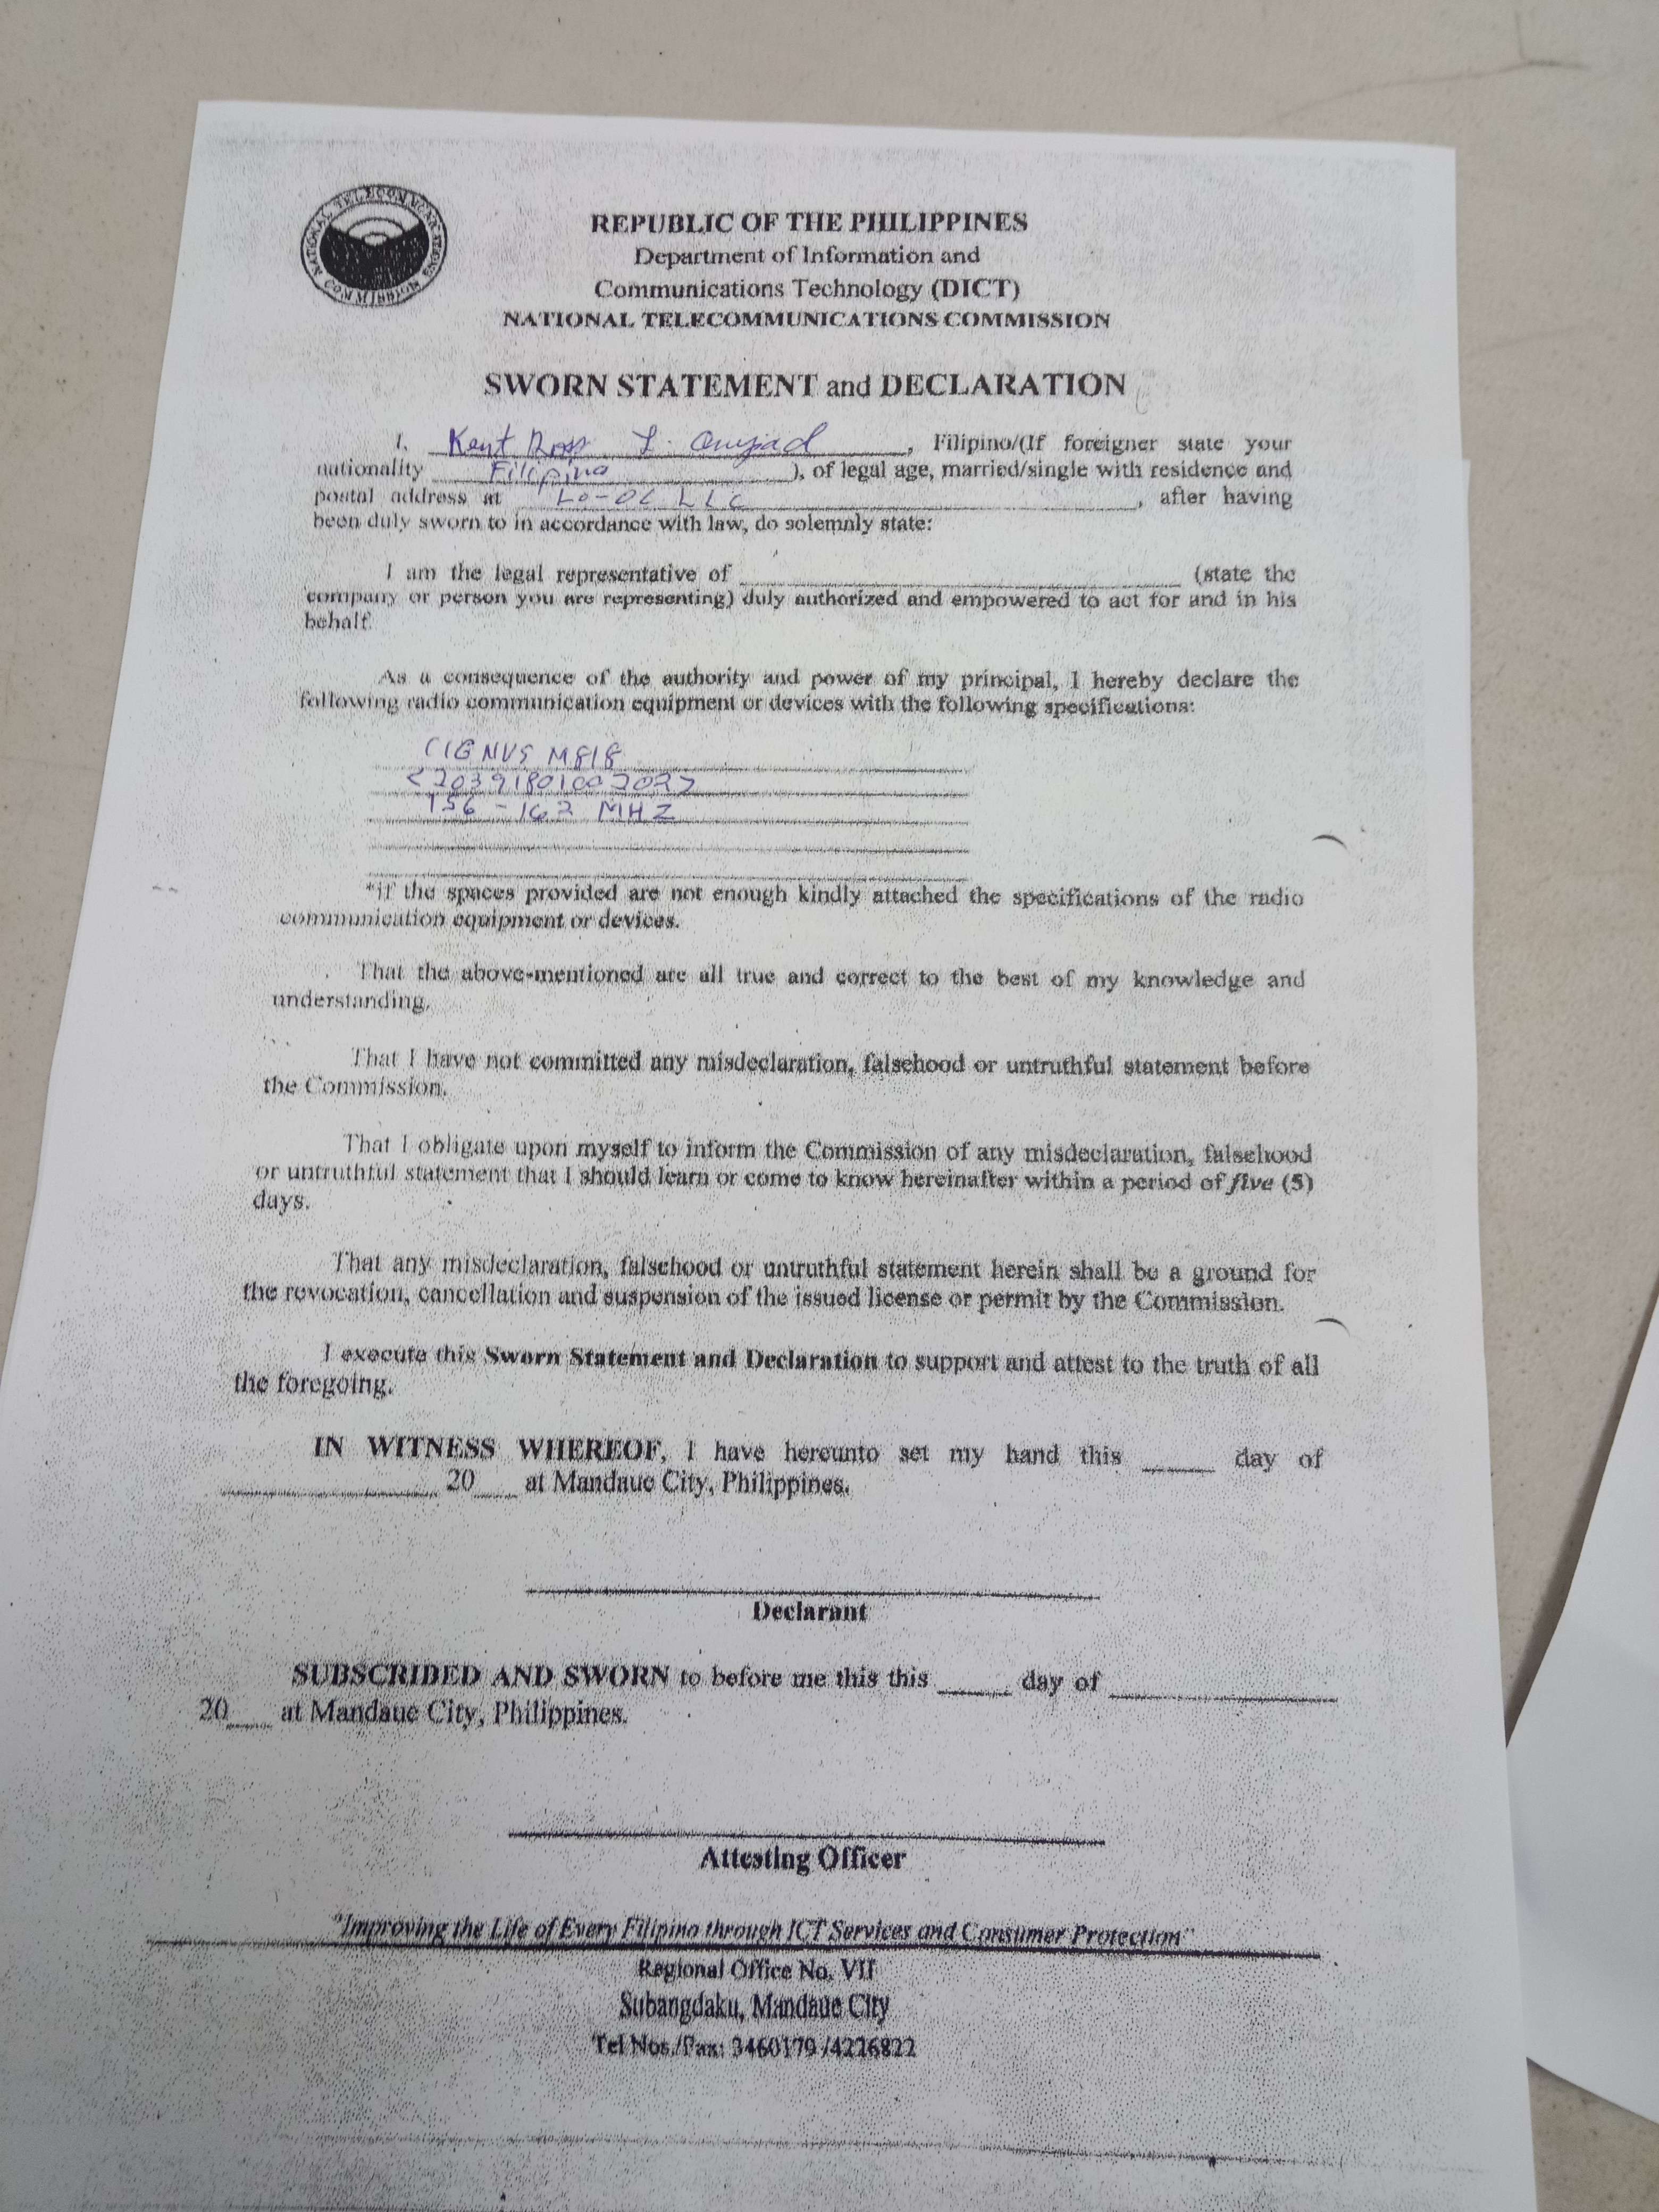 NATIONAL TELECOMMUNICATIONS COMMISSION
REPUBLIC OF THE PHILIPPINES
Department of Information and
Communications Technology (DICT)
NATIONAL TELECOMMUNICATIONS COMMISSION
SWORN STATEMENT and DECLARATION
I, Kent Ross L. , Filipino/(If foreigner state your
nationality Filipino ), of legal age, married/single with residence and
postal address at LLC , after having
been duly sworn to in accordance with law, do solemnly state:
I am the legal representative of (state the
company or person you are representing) duly authorized and empowered to act for and in his
behalf.
As a consequence of the authority and power of my principal, I hereby declare the
following radio communication equipment or devices with the following specifications:
CIGNUS M818
156 - 162 MHZ
*if the spaces provided are not enough kindly attached the specifications of the radio
communication equipment or devices.
That the above-mentioned are all true and correct to the best of my knowledge and
understanding.
That I have not committed any misdeclaration, falsehood or untruthful statement before
the Commission.
That I obligate upon myself to inform the Commission of any misdeclaration, falsehood
or untruthful statement that I should learn or come to know hereinafter within a period of five (5)
days.
That any misdeclaration, falsehood or untruthful statement herein shall be a ground for
the revocation, cancellation and suspension of the issued license or permit by the Commission.
I execute this Sworn Statement and Declaration to support and attest to the truth of all
the foregoing.
IN WITNESS WHEREOF, I have hereunto set my hand this day of
20 at Mandaue City, Philippines.
Declarant
SUBSCRIDED AND SWORN to before me this this day of
20 at Mandaue City, Philippines.
Attesting Officer
"Improving the Life of Every Filipino through ICT Services and Consumer Protection"
Regional Office No. VII
Subangdaku, Mandaue City
Tel Nos./Fax: 3460179 /4226822